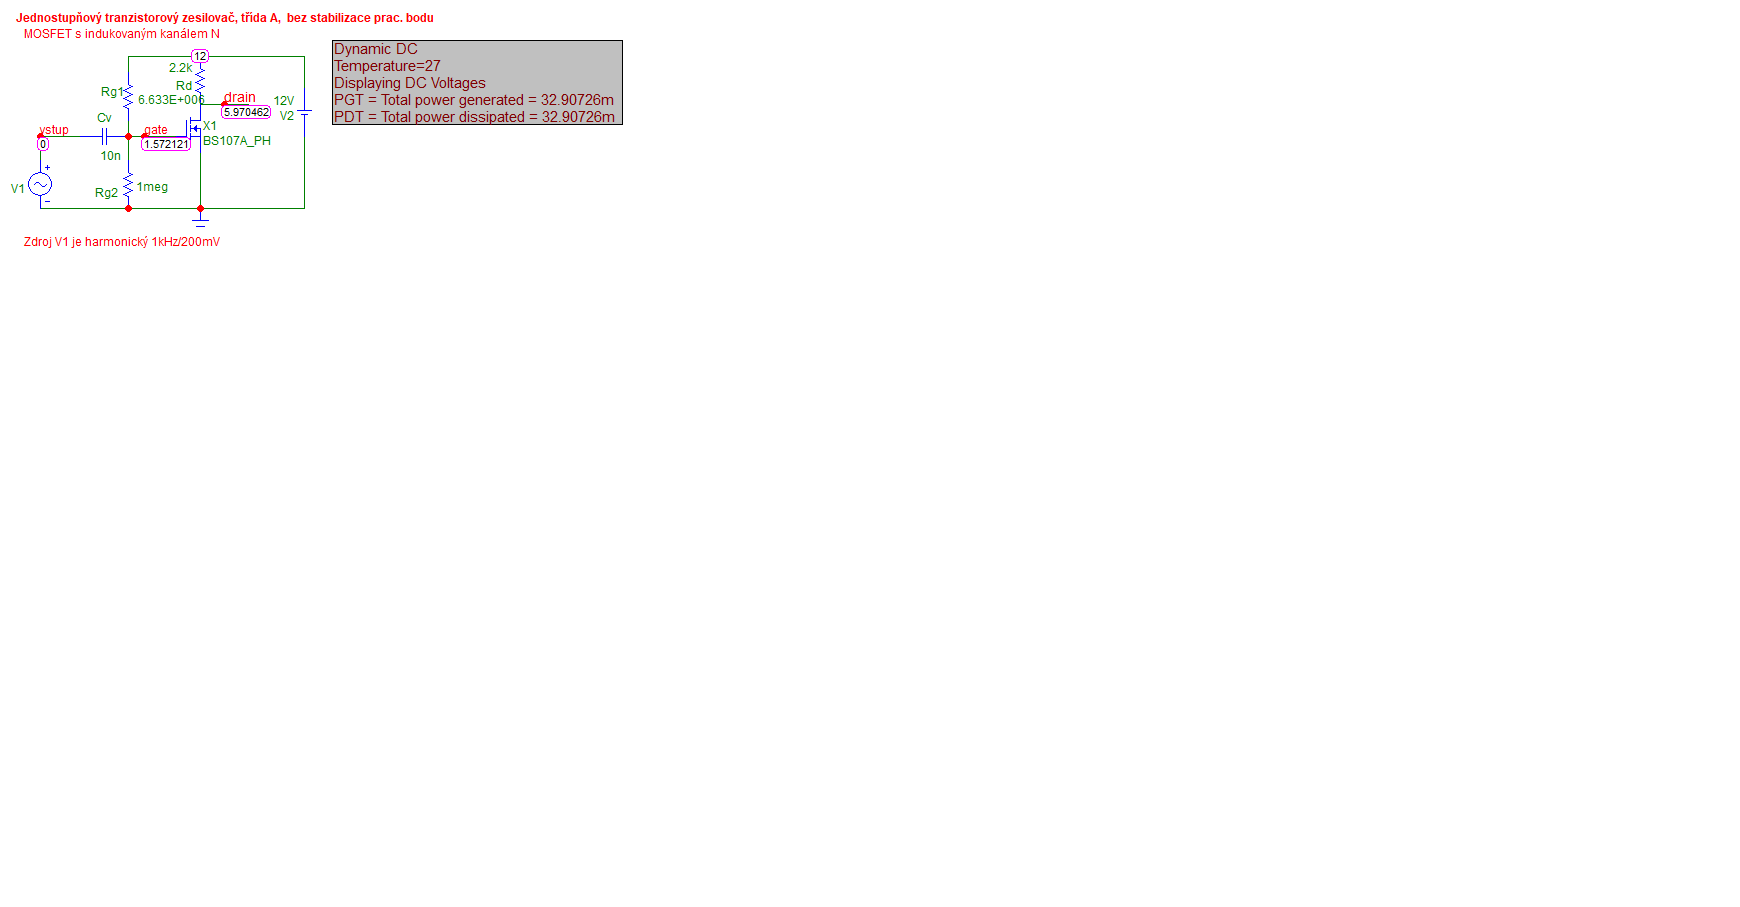 Jednostupňový tranzistorový zesilovač, třída A,  bez stabilizace prac. bodu
MOSFET s indukovaným kanálem N
Dynamic DC
Temperature=27
Displaying DC Voltages
PGT = Total power generated = 32.90726m
PDT = Total power dissipated = 32.90726m
12
2.2k
Rd
Rg1
6.633E+006
drain
5.970462
12V
V2
Cv
vstup
0
gate
1.572121
X1
BS107A_PH
10n
+
V1
-
Rg2
1meg
Zdroj V1 je harmonický 1kHz/200mV